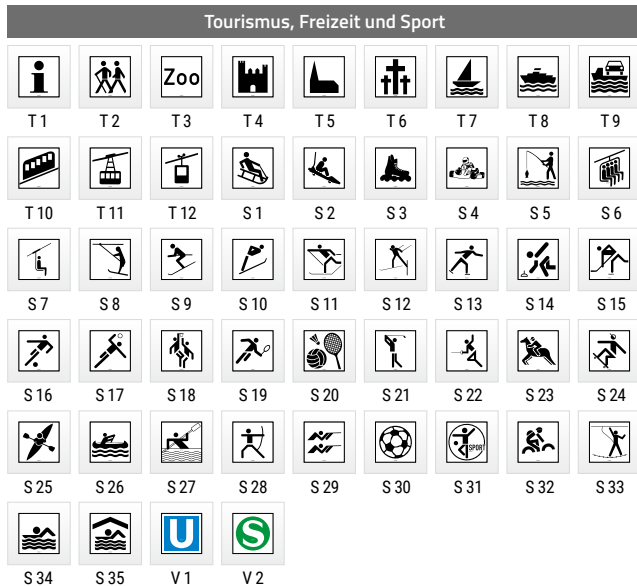 Tourismus, Freizeit und Sport
Zoo
T 1 T 2 T 3 T 4 T 5 T 6 T 7 T 8 T 9
T 10 T 11 T 12 S 1 S 2 S 3 S 4 S 5 S 6
S 7 S 8 S 9 S 10 S 11 S 12 S 13 S 14 S 15
S 16 S 17 S 18 S 19 S 20 S 21 S 22 S 23 S 24
SPORT
S 25 S 26 S 27 S 28 S 29 S 30 S 31 S 32 S 33
U S
S 34 S 35 V 1 V 2